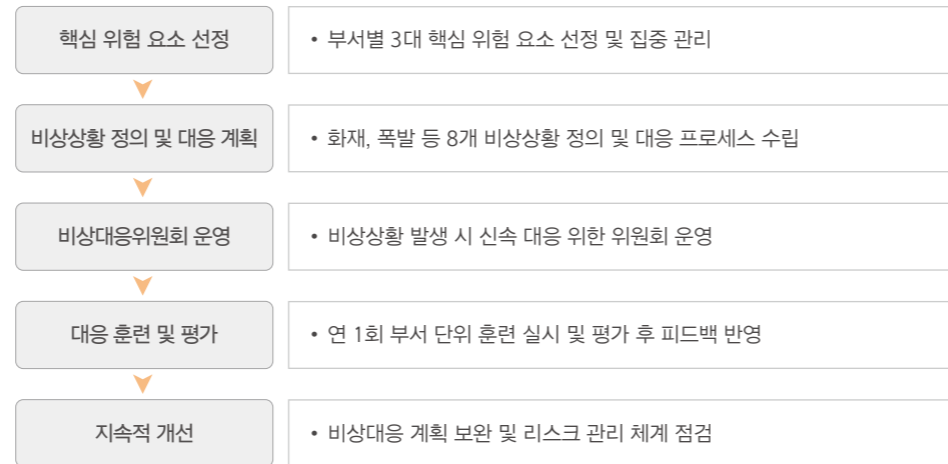 핵심 위험 요소 선정
• 부서별 3대 핵심 위험 요소 선정 및 집중 관리
비상상황 정의 및 대응 계획
• 화재, 폭발 등 8개 비상상황 정의 및 대응 프로세스 수립
비상대응위원회 운영
• 비상상황 발생 시 신속 대응 위한 위원회 운영
대응 훈련 및 평가
• 연 1회 부서 단위 훈련 실시 및 평가 후 피드백 반영
지속적 개선
• 비상대응 계획 보완 및 리스크 관리 체계 점검